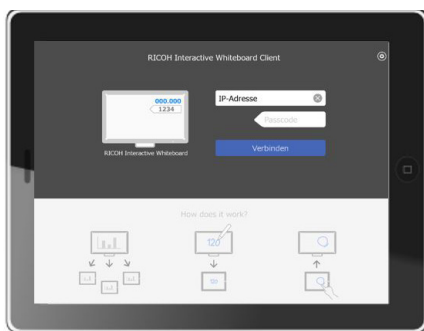 RICOH Interactive Whiteboard Client
000.000
1234
RICOH Interactive Whiteboard
IP-Adresse
Passcode
Verbinden
How does it work?
120